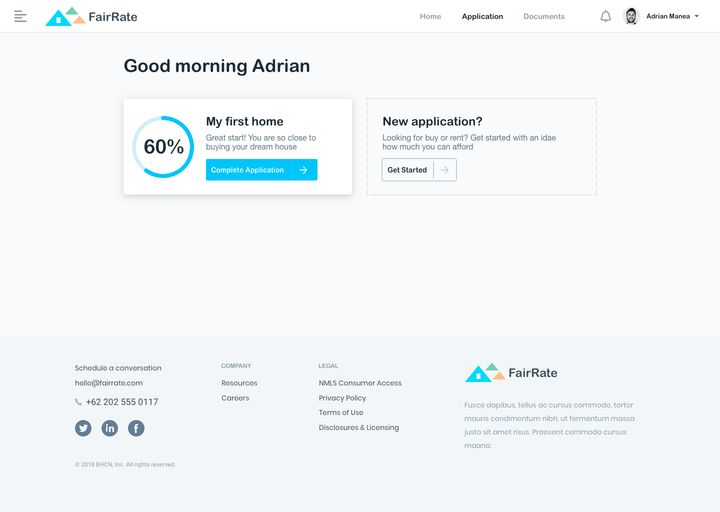 FairRate
Home
Application
Documents
Adrian Manea
Good morning Adrian
60%
My first home
Great start! You are so close to
buying your dream house
Complete Application
New application?
Looking for buy or rent? Get started with an idae
how much you can afford
Get Started
Schedule a conversation
hello@fairrate.com
+62 202 555 0117
© 2018 BHCN, Inc. All rights reserved.
COMPANY
Resources
Careers
LEGAL
NMLS Consumer Access
Privacy Policy
Terms of Use
Disclosures & Licensing
FairRate
Fusce dapibus, tellus ac cursus commodo, tortor
mauris condimentum nibh, ut fermentum massa
justo sit amet risus. Praesent commodo cursus
magna.